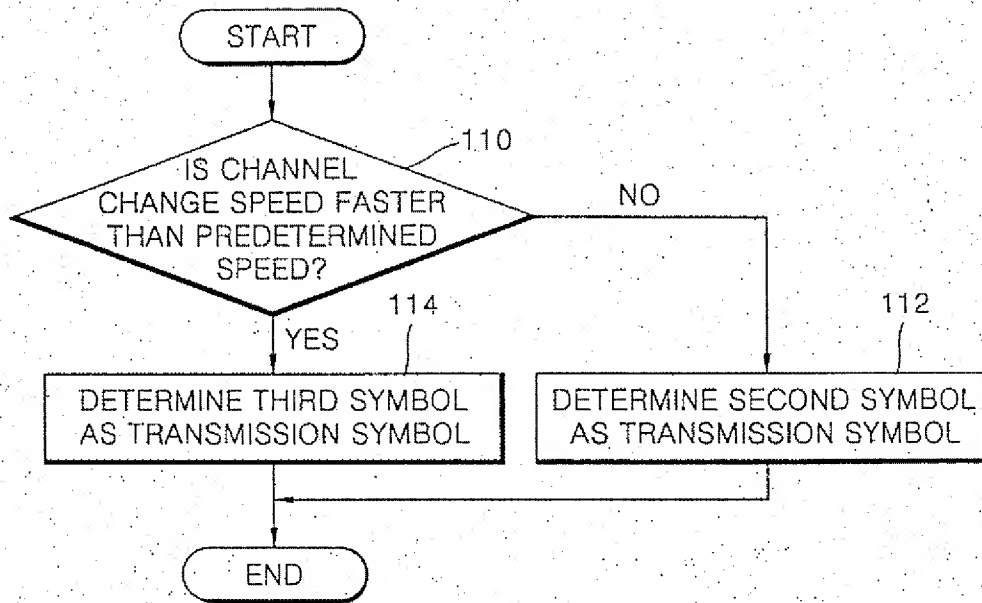 START
110
IS CHANNEL
CHANGE SPEED FASTER
THAN PREDETERMINED
SPEED?
NO
YES
114
112
DETERMINE THIRD SYMBOL
AS TRANSMISSION SYMBOL
DETERMINE SECOND SYMBOL
AS TRANSMISSION SYMBOL
END